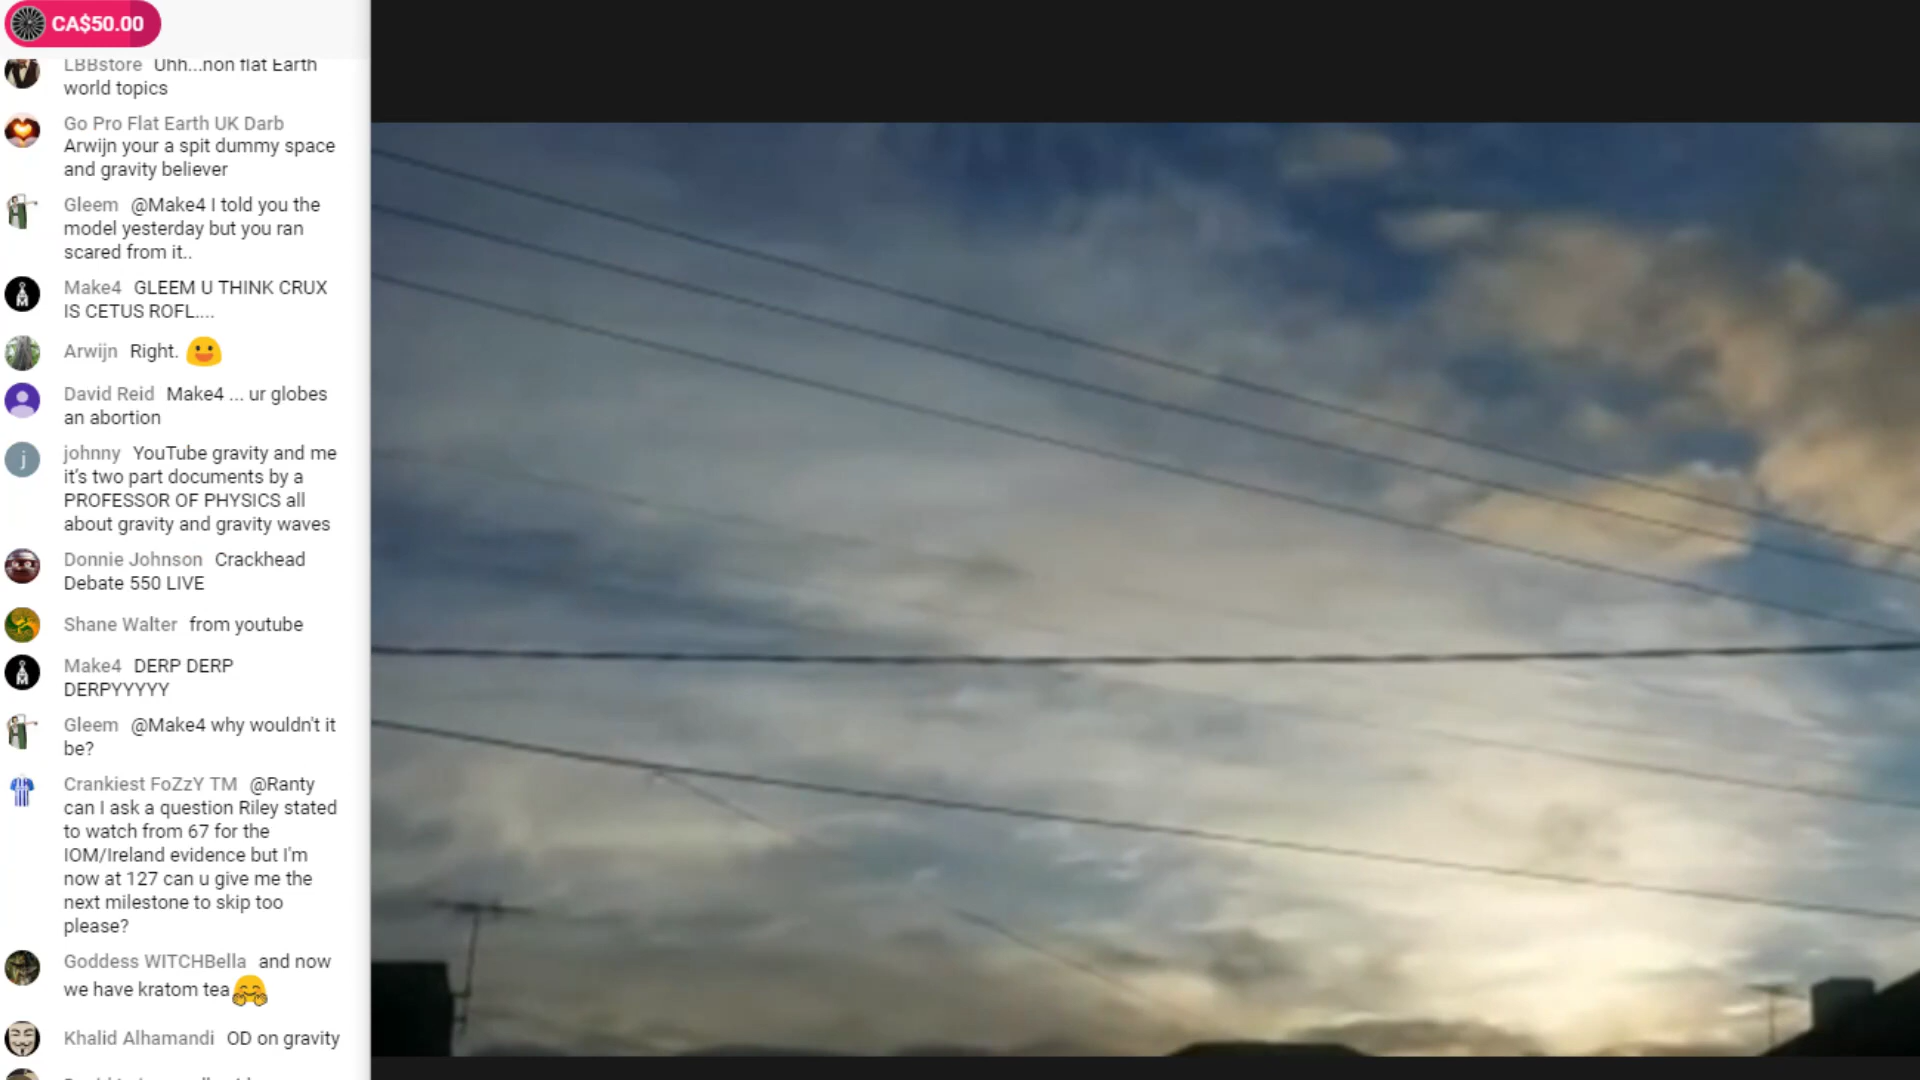 CA$50.00
LBBstore Uhh...non flat Earth
world topics
Go Pro Flat Earth UK Darb
Arwijn your a spit dummy space
and gravity believer
Gleem @Make4 I told you the
model yesterday but you ran
scared from it..
Make4 GLEEM U THINK CRUX
IS CETUS ROFL....
Arwijn Right.
David Reid Make4 ... ur globes
an abortion
j
johnny YouTube gravity and me
it's two part documents by a
PROFESSOR OF PHYSICS all
about gravity and gravity waves
Donnie Johnson Crackhead
Debate 550 LIVE
Shane Walter from youtube
Make4 DERP DERP
DERPYYYYY
Gleem @Make4 why wouldn't it
be?
Crankiest FoZzY TM @Ranty
can I ask a question Riley stated
to watch from 67 for the
IOM/Ireland evidence but I'm
now at 127 can u give me the
next milestone to skip too
please?
Goddess WITCHBella and now
we have kratom tea
Khalid Alhamandi OD on gravity